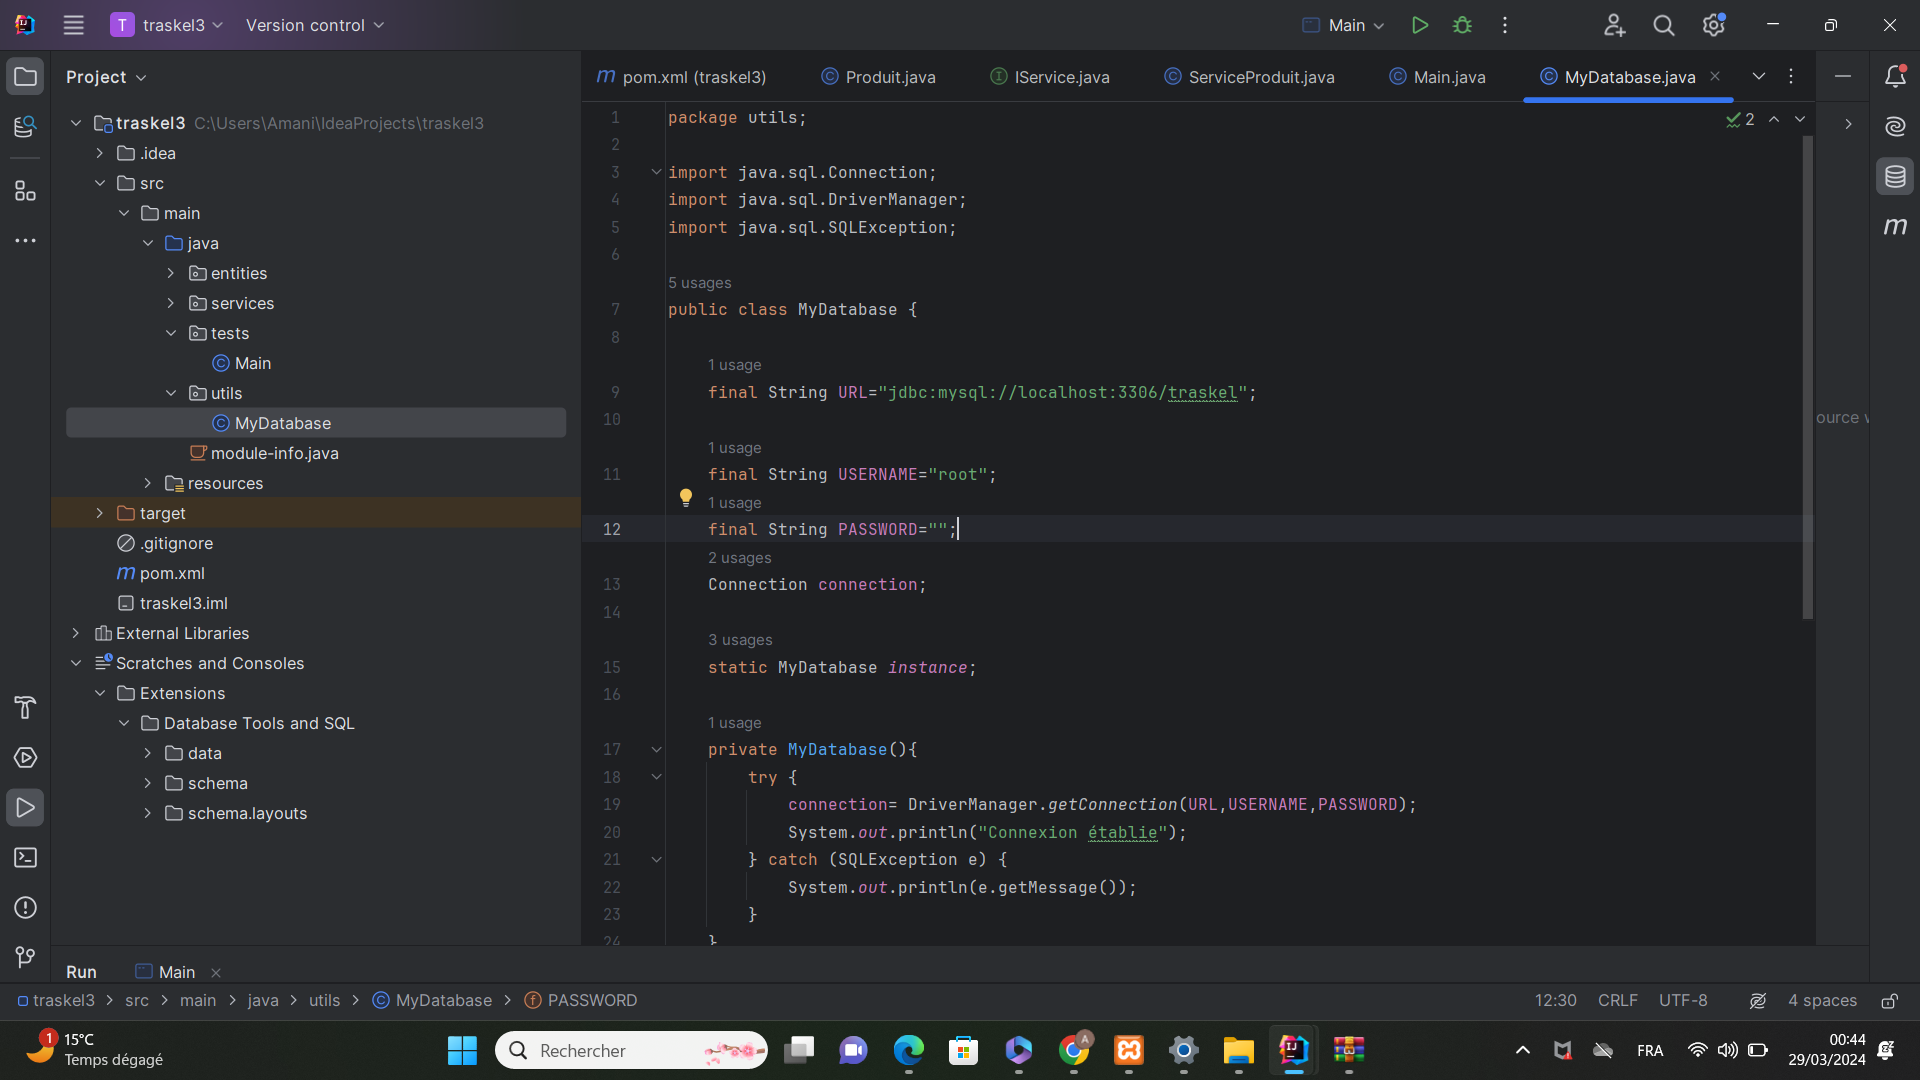 T traskel3 Version control Main
Project
pom.xml (traskel3) Produit.java IService.java ServiceProduit.java Main.java MyDatabase.java
traskel3 C:\Users\Amani\IdeaProjects\traskel3
.idea
src
main
java
entities
services
tests
Main
utils
MyDatabase
module-info.java
resources
target
.gitignore
pom.xml
traskel3.iml
External Libraries
Scratches and Consoles
Extensions
Database Tools and SQL
data
schema
schema.layouts
2
1 package utils;
2
3 import java.sql.Connection;
4 import java.sql.DriverManager;
5 import java.sql.SQLException;
6
5 usages
7 public class MyDatabase {
8
1 usage
9 final String URL="jdbc:mysql://localhost:3306/traskel";
10
1 usage
11 final String USERNAME="root";
1 usage
12 final String PASSWORD="";
2 usages
13 Connection connection;
14
3 usages
15 static MyDatabase instance;
16
1 usage
17 private MyDatabase(){
18 try {
19 connection= DriverManager.getConnection(URL,USERNAME,PASSWORD);
20 System.out.println("Connexion établie");
21 } catch (SQLException e) {
22 System.out.println(e.getMessage());
23 }
24 }
ource
Run Main
traskel3 > src > main > java > utils > MyDatabase > PASSWORD
12:30 CRLF UTF-8 4 spaces
1
15°C
Temps dégagé
Rechercher
A
FRA
00:44
29/03/2024